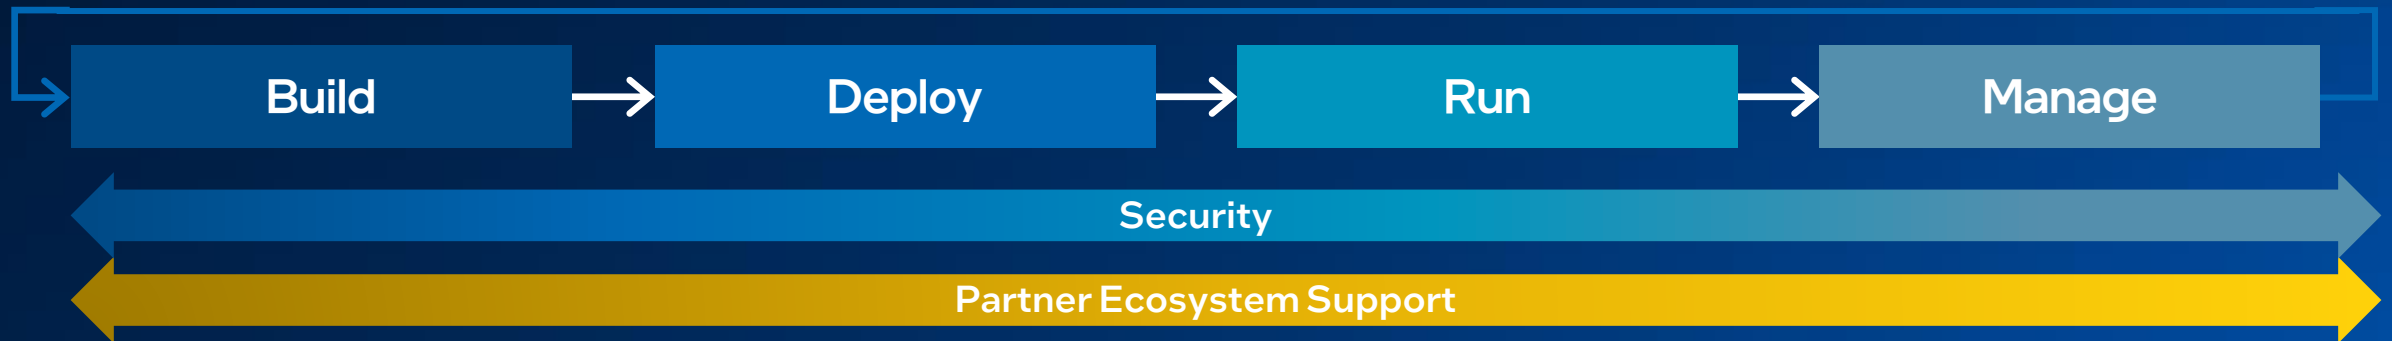 Build
Deploy
Run
Manage
Security
Partner Ecosystem Support